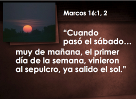 Marcos 16:1, 2
“Cuando
pasó el sábado…
muy de mañana, el primer
día de la semana, vinieron
al sepulcro, ya salido el sol.”